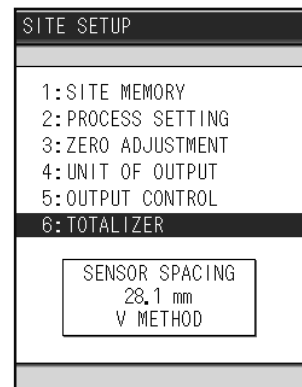 SITE SETUP
1:SITE MEMORY
2:PROCESS SETTING
3:ZERO ADJUSTMENT
4:UNIT OF OUTPUT
5:OUTPUT CONTROL
6:TOTALIZER
SENSOR SPACING
28.1 mm
V METHOD